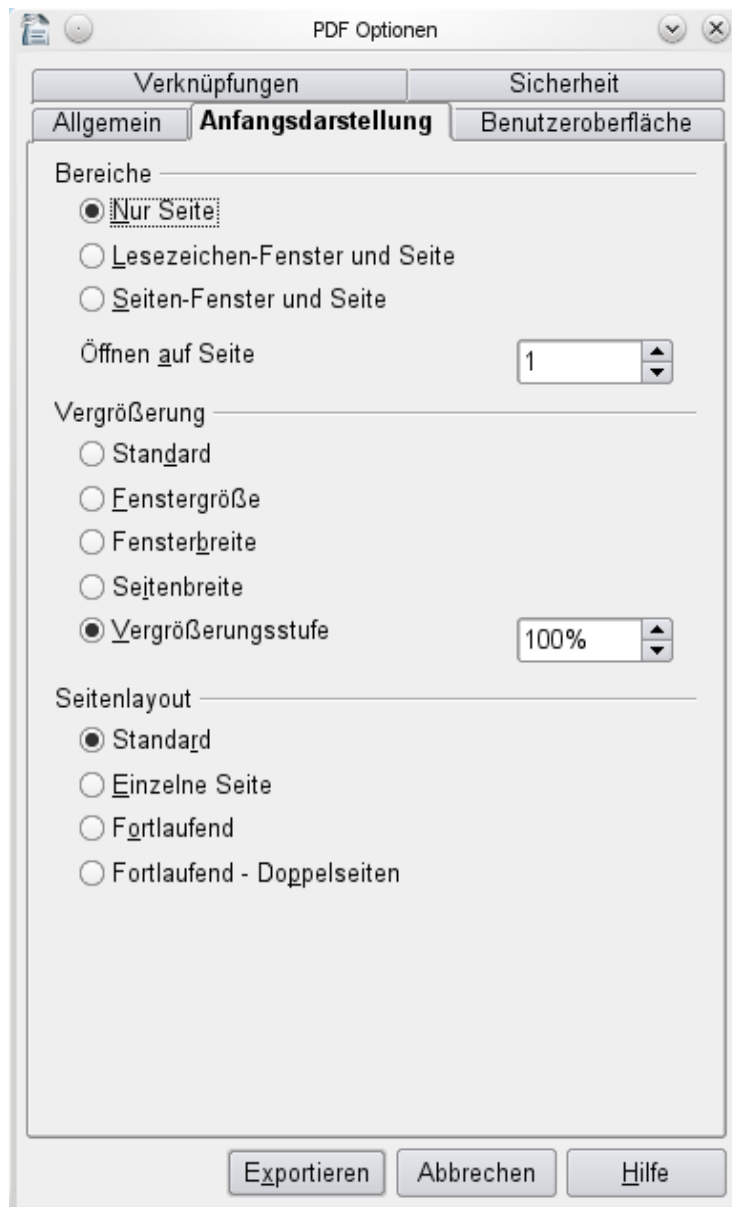 PDF Optionen
Verknüpfungen Sicherheit
Allgemein Anfangsdarstellung Benutzeroberfläche
Bereiche
Nur Seite
Lesezeichen-Fenster und Seite
Seiten-Fenster und Seite
Öffnen auf Seite 1
Vergrößerung
Standard
Fenstergröße
Fensterbreite
Seitenbreite
Vergrößerungsstufe 100%
Seitenlayout
Standard
Einzelne Seite
Fortlaufend
Fortlaufend - Doppelseiten
Exportieren Abbrechen Hilfe